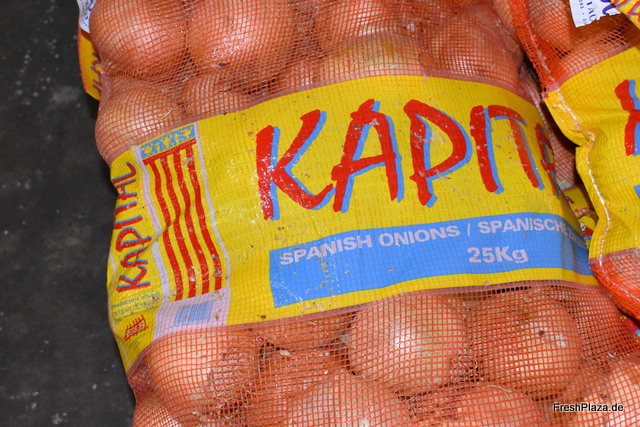 KAPITAL
KAPITAL
SPANISH ONIONS / SPANISCHE
25Kg
FreshPlaza.de